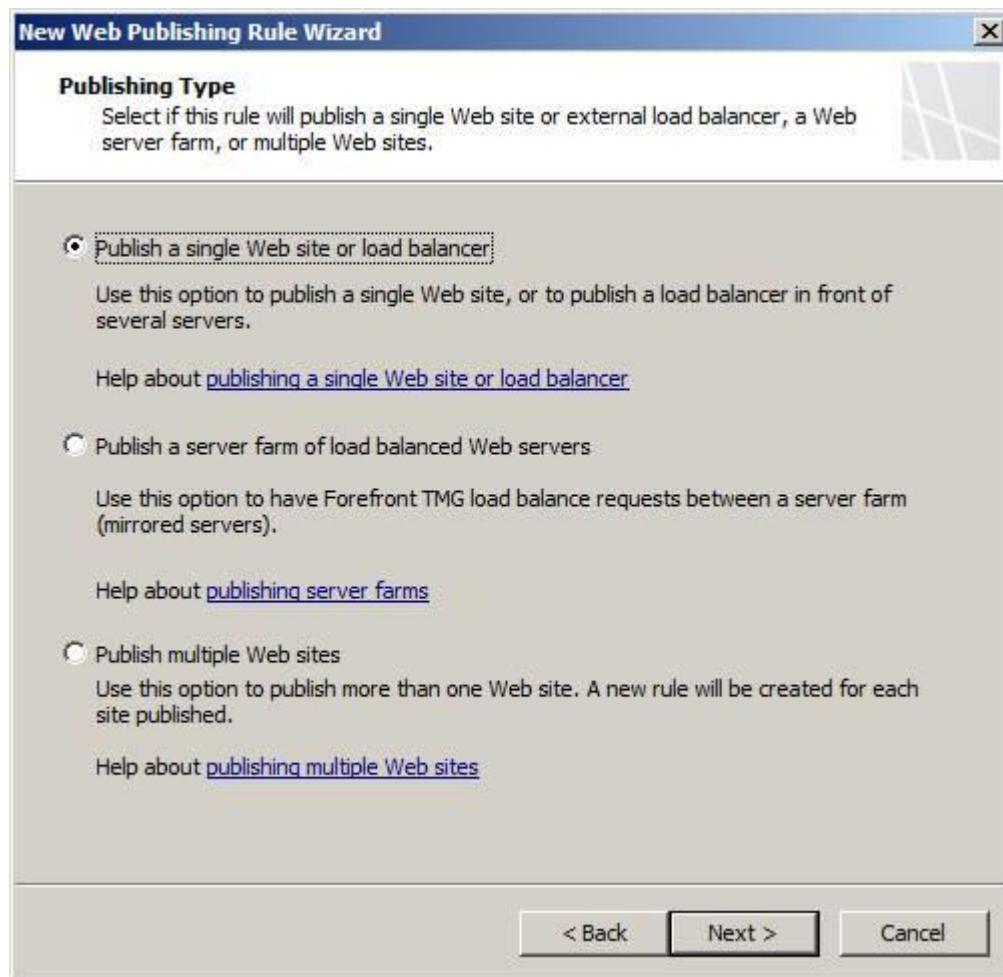 New Web Publishing Rule Wizard
Publishing Type
Select if this rule will publish a single Web site or external load balancer, a Web
server farm, or multiple Web sites.
Publish a single Web site or load balancer
Use this option to publish a single Web site, or to publish a load balancer in front of
several servers.
Help about publishing a single Web site or load balancer
Publish a server farm of load balanced Web servers
Use this option to have Forefront TMG load balance requests between a server farm
(mirrored servers).
Help about publishing server farms
Publish multiple Web sites
Use this option to publish more than one Web site. A new rule will be created for each
site published.
Help about publishing multiple Web sites
< Back
Next >
Cancel